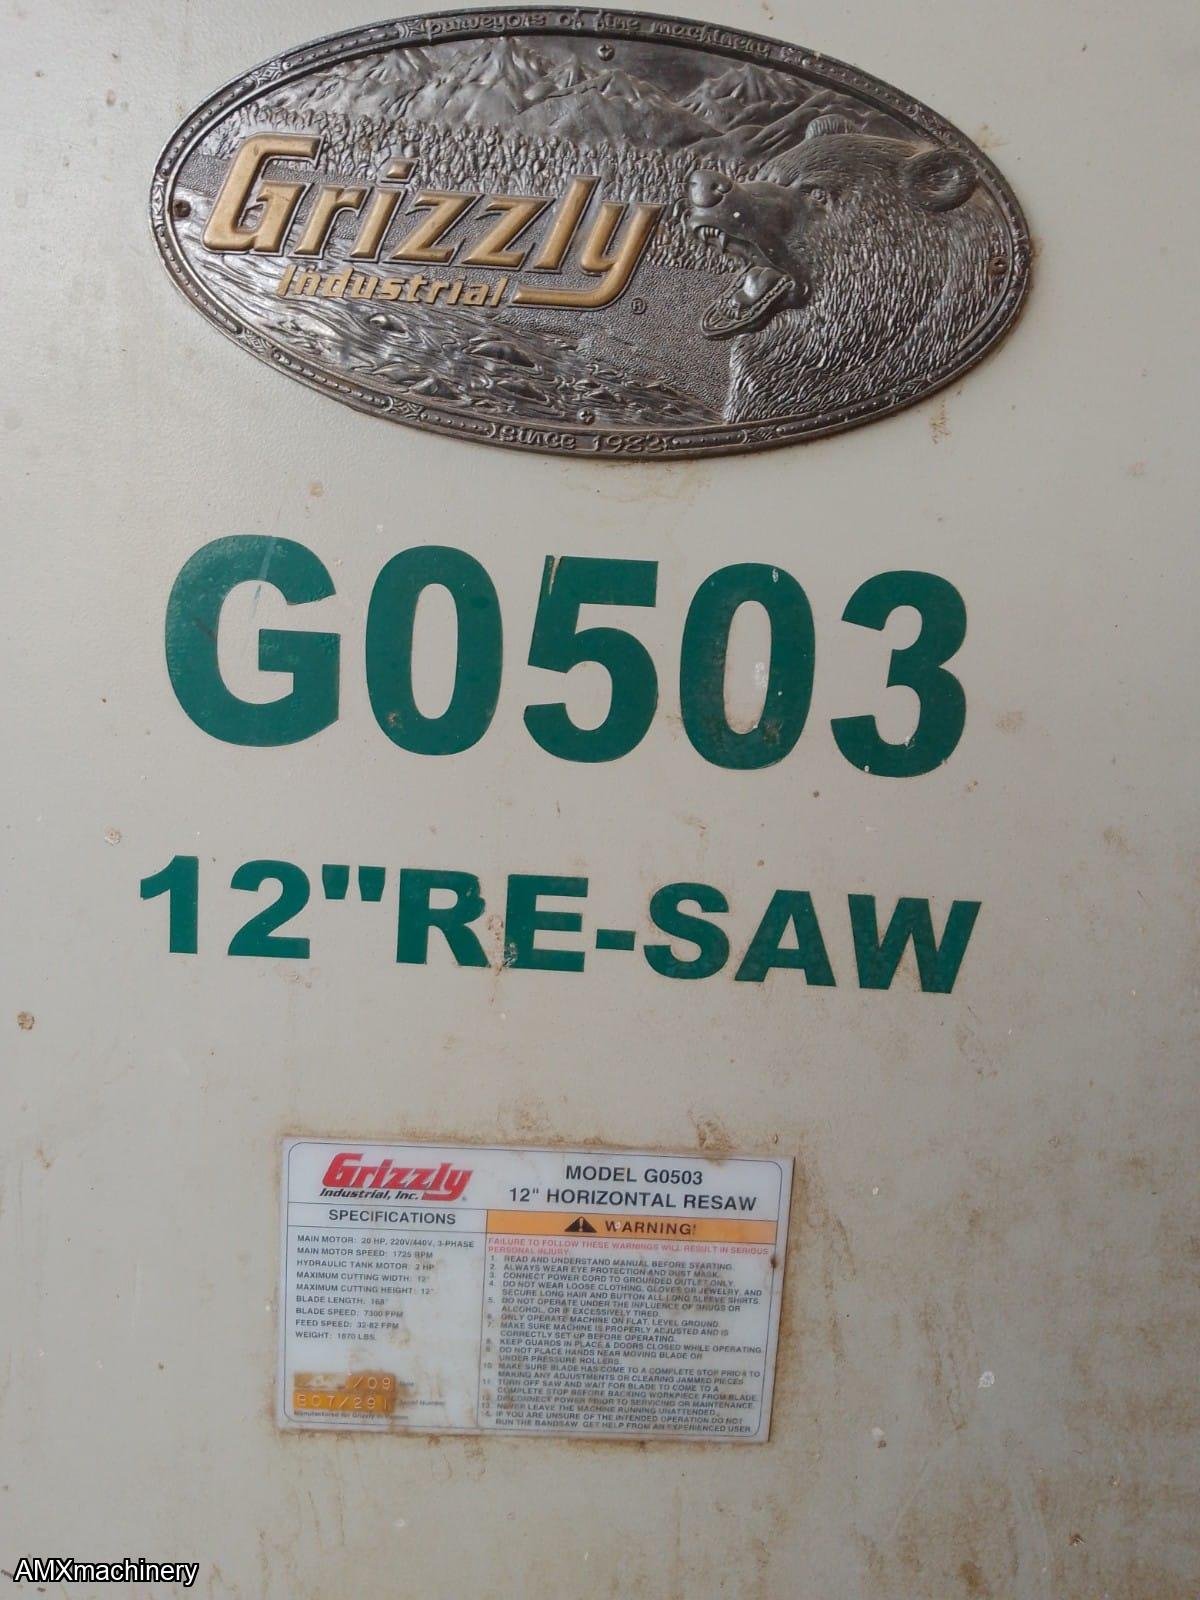 purveyors of fine machinery
Grizzly
Industrial ®
since 1983
G0503
12"RE-SAW
Grizzly
Industrial, Inc. ®
MODEL G0503
12" HORIZONTAL RESAW
SPECIFICATIONS
MAIN MOTOR: 20 HP, 220V/440V, 3-PHASE
MAIN MOTOR SPEED: 1725 RPM
HYDRAULIC TANK MOTOR: 2 HP
MAXIMUM CUTTING WIDTH: 12"
MAXIMUM CUTTING HEIGHT: 12"
BLADE LENGTH: 168"
BLADE SPEED: 7300 FPM
FEED SPEED: 32-82 FPM
WEIGHT: 1870 LBS.
/09 Date
Serial Number
Manufactured for Grizzly in
WARNING!
FAILURE TO FOLLOW THESE WARNINGS WILL RESULT IN SERIOUS
PERSONAL INJURY.
1. READ AND UNDERSTAND MANUAL BEFORE STARTING.
2. ALWAYS WEAR EYE PROTECTION AND DUST MASK.
3. CONNECT POWER CORD TO GROUNDED OUTLET ONLY.
4. DO NOT WEAR LOOSE CLOTHING, GLOVES OR JEWELRY, AND
SECURE LONG HAIR AND BUTTON ALL LONG SLEEVE SHIRTS.
5. DO NOT OPERATE UNDER THE INFLUENCE OF DRUGS OR
ALCOHOL, OR IF EXCESSIVELY TIRED.
6. ONLY OPERATE MACHINE ON FLAT, LEVEL GROUND.
7. MAKE SURE MACHINE IS PROPERLY ADJUSTED AND IS
CORRECTLY SET UP BEFORE OPERATING.
8. KEEP GUARDS IN PLACE & DOORS CLOSED WHILE OPERATING.
9. DO NOT PLACE HANDS NEAR MOVING BLADE OR
UNDER PRESSURE ROLLERS.
10. MAKE SURE BLADE HAS COME TO A COMPLETE STOP PRIOR TO
MAKING ANY ADJUSTMENTS OR CLEARING JAMMED PIECES.
11. TURN OFF SAW AND WAIT FOR BLADE TO COME TO A
COMPLETE STOP BEFORE BACKING WORKPIECE FROM BLADE.
12. DISCONNECT POWER PRIOR TO SERVICING OR MAINTENANCE.
13. NEVER LEAVE THE MACHINE RUNNING UNATTENDED.
14. IF YOU ARE UNSURE OF THE INTENDED OPERATION DO NOT
RUN THE BANDSAW. GET HELP FROM AN EXPERIENCED USER.
AMXmachinery